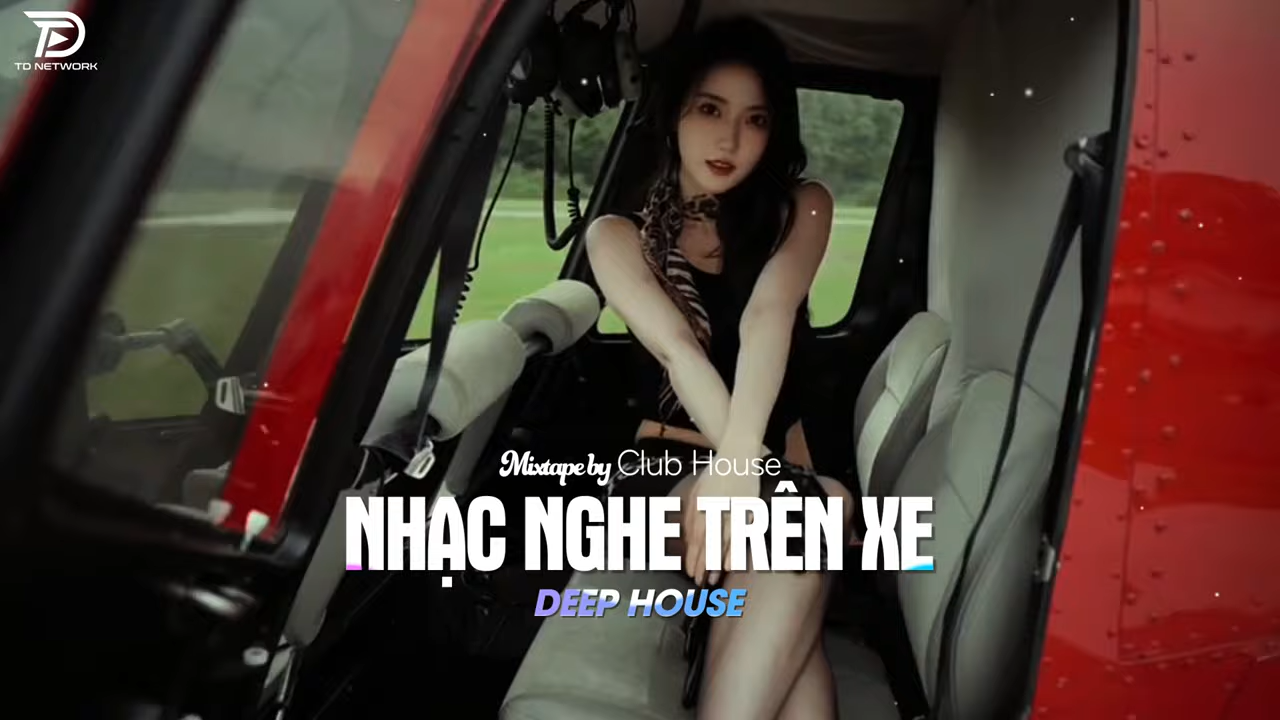 TD NETWORK
Mixtape by Club House
NHẠC NGHE TRÊN XE
DEEP HOUSE